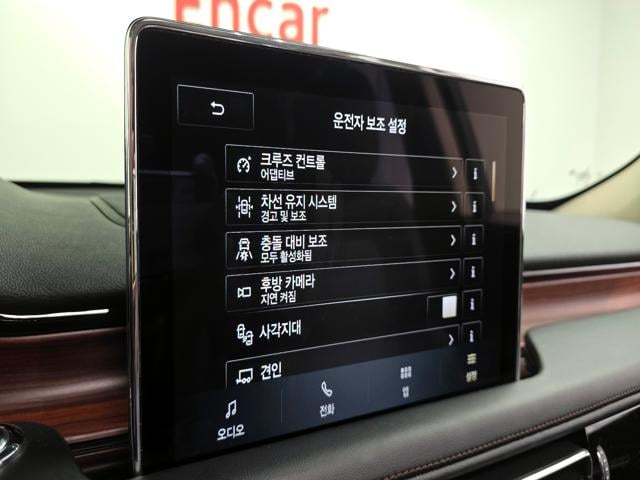 Encar
운전자 보조 설정
크루즈 컨트롤
어댑티브
차선 유지 시스템
경고 및 보조
충돌 대비 보조
모두 활성화됨
후방 카메라
지연 켜짐
사각지대
견인
오디오
전화
앱
설정